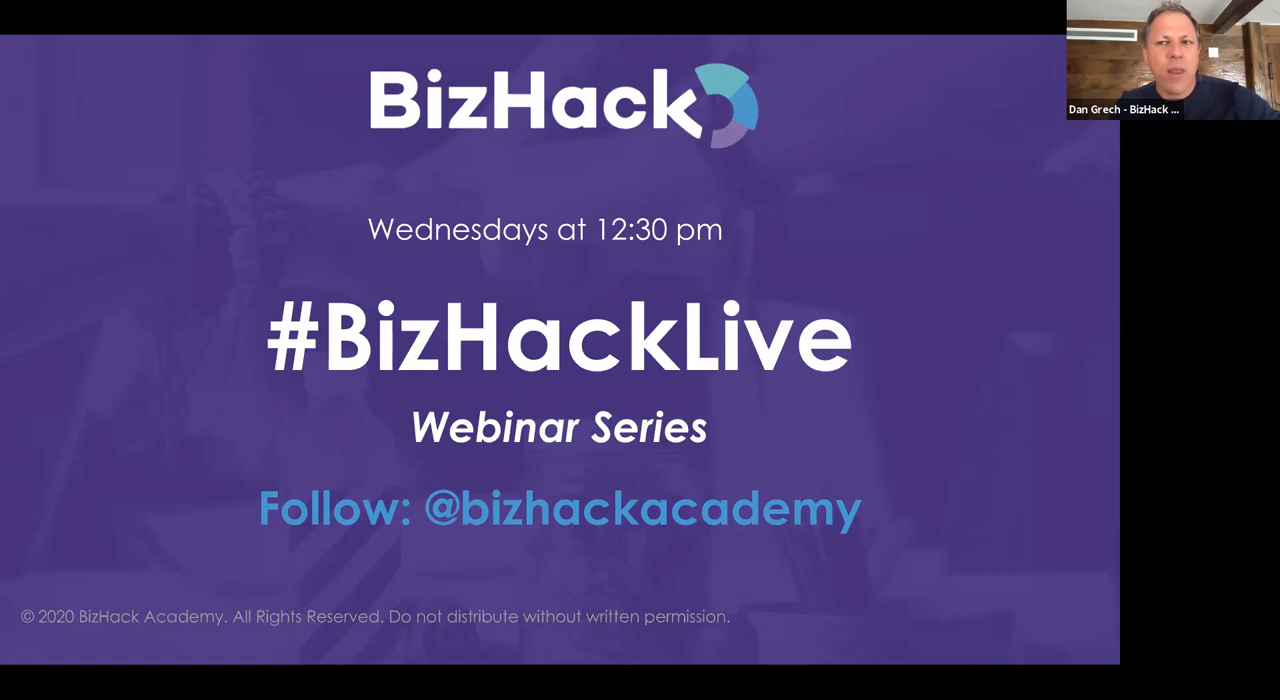 BizHack
Dan Grech - BizHack ...
Wednesdays at 12:30 pm
#BizHackLive
Webinar Series
Follow: @bizhackacademy
© 2020 BizHack Academy. All Rights Reserved. Do not distribute without written permission.